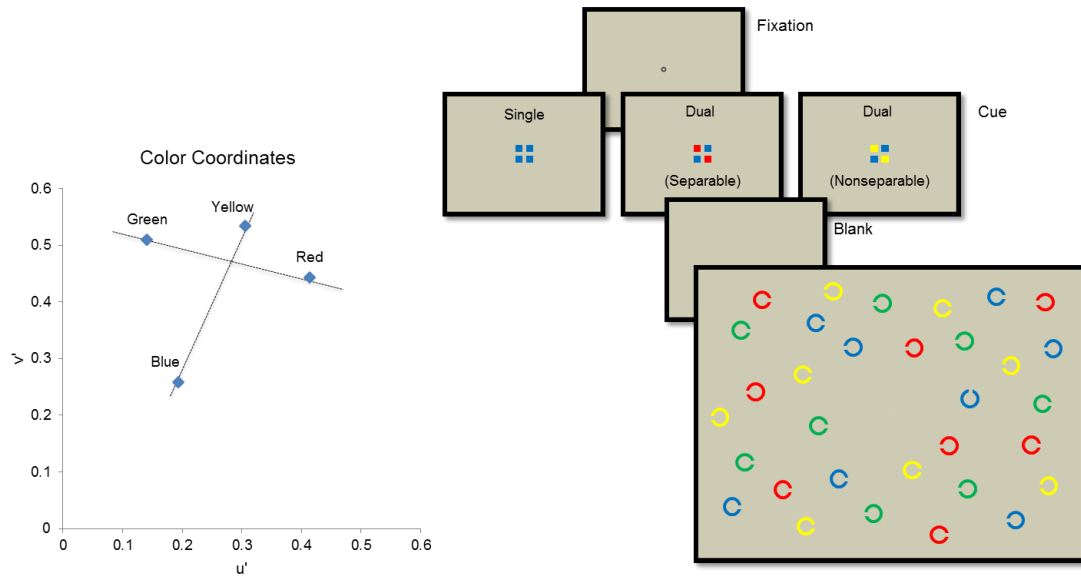 Color Coordinates
0.6
0.5
0.4
0.3
0.2
0.1
0
v'
Green
Yellow
Red
Blue
0
0.1
0.2
0.3
0.4
0.5
0.6
u'
Fixation
Single
Dual
(Separable)
Dual
(Nonseparable)
Cue
Blank